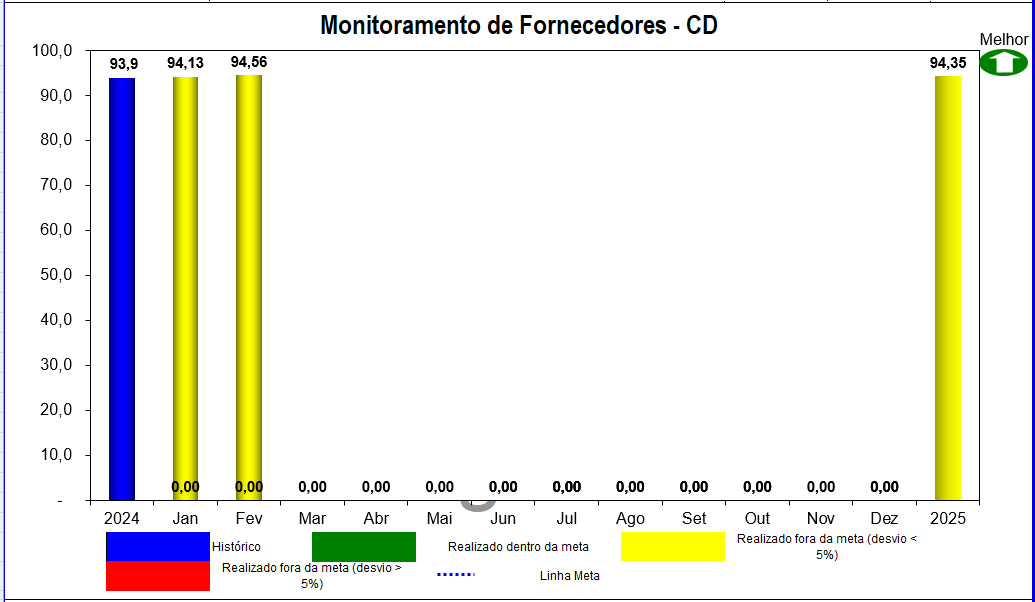 Monitoramento de Fornecedores - CD
Melhor
100,0
90,0
80,0
70,0
60,0
50,0
40,0
30,0
20,0
10,0
-
93,9 94,13 94,56 94,35
0,00 0,00 0,00 0,00 0,00 0,00 0,00 0,00 0,00 0,00 0,00 0,00
2024 Jan Fev Mar Abr Mai Jun Jul Ago Set Out Nov Dez 2025
Histórico
Realizado dentro da meta
Realizado fora da meta (desvio <
5%)
Realizado fora da meta (desvio >
5%)
Linha Meta